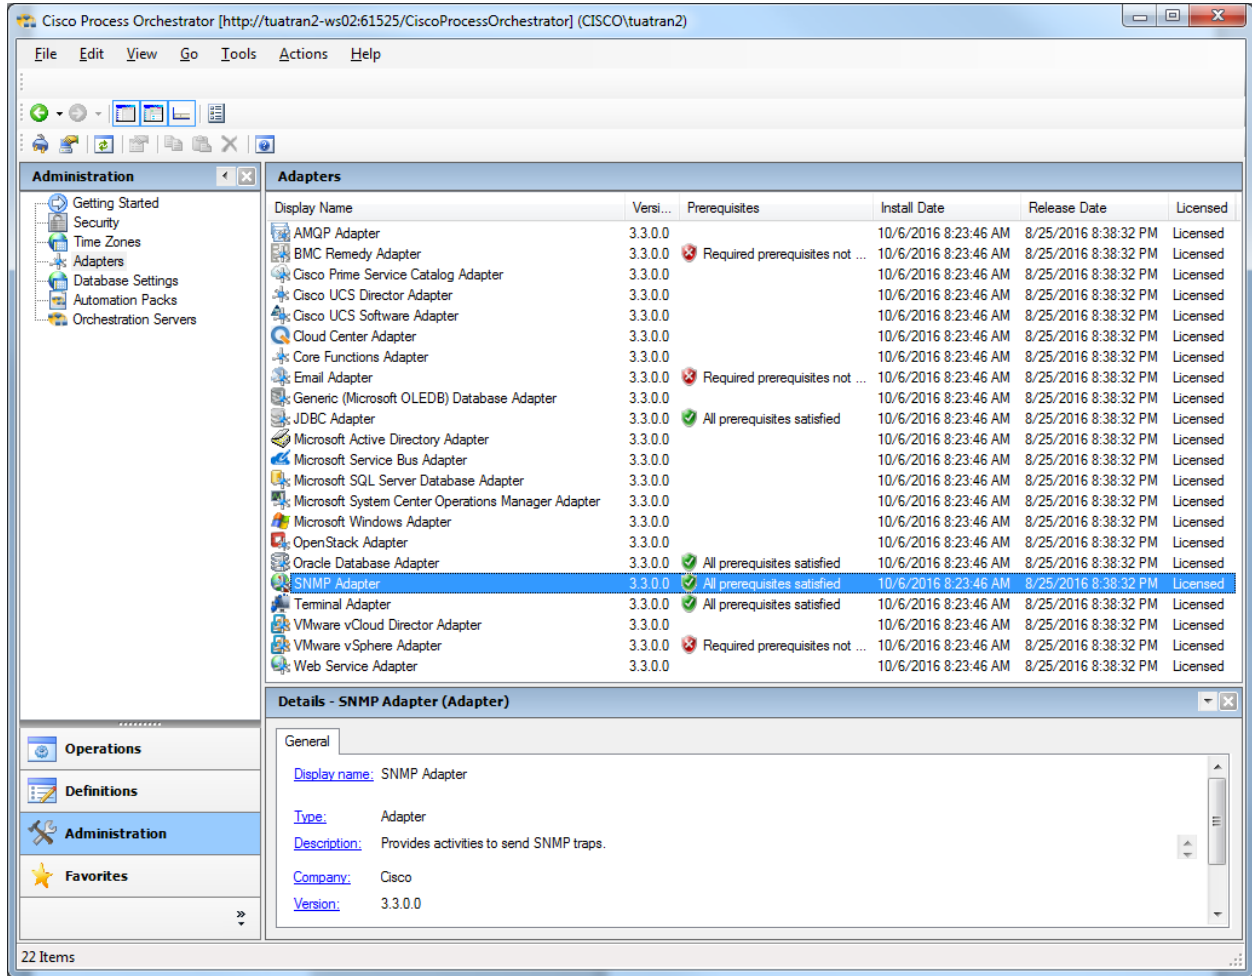 Cisco Process Orchestrator [http://tuatran2-ws02:61525/CiscoProcessOrchestrator] (CISCO\tuatran2)
File Edit View Go Tools Actions Help
Administration
Getting Started
Security
Time Zones
Adapters
Database Settings
Automation Packs
Orchestration Servers
Operations
Definitions
Administration
Favorites
Adapters
Display Name Versi... Prerequisites Install Date Release Date Licensed
AMQP Adapter 3.3.0.0 10/6/2016 8:23:46 AM 8/25/2016 8:38:32 PM Licensed
BMC Remedy Adapter 3.3.0.0 Required prerequisites not ... 10/6/2016 8:23:46 AM 8/25/2016 8:38:32 PM Licensed
Cisco Prime Service Catalog Adapter 3.3.0.0 10/6/2016 8:23:46 AM 8/25/2016 8:38:32 PM Licensed
Cisco UCS Director Adapter 3.3.0.0 10/6/2016 8:23:46 AM 8/25/2016 8:38:32 PM Licensed
Cisco UCS Software Adapter 3.3.0.0 10/6/2016 8:23:46 AM 8/25/2016 8:38:32 PM Licensed
Cloud Center Adapter 3.3.0.0 10/6/2016 8:23:46 AM 8/25/2016 8:38:32 PM Licensed
Core Functions Adapter 3.3.0.0 10/6/2016 8:23:46 AM 8/25/2016 8:38:32 PM Licensed
Email Adapter 3.3.0.0 Required prerequisites not ... 10/6/2016 8:23:46 AM 8/25/2016 8:38:32 PM Licensed
Generic (Microsoft OLEDB) Database Adapter 3.3.0.0 10/6/2016 8:23:46 AM 8/25/2016 8:38:32 PM Licensed
JDBC Adapter 3.3.0.0 All prerequisites satisfied 10/6/2016 8:23:46 AM 8/25/2016 8:38:32 PM Licensed
Microsoft Active Directory Adapter 3.3.0.0 10/6/2016 8:23:46 AM 8/25/2016 8:38:32 PM Licensed
Microsoft Service Bus Adapter 3.3.0.0 10/6/2016 8:23:46 AM 8/25/2016 8:38:32 PM Licensed
Microsoft SQL Server Database Adapter 3.3.0.0 10/6/2016 8:23:46 AM 8/25/2016 8:38:32 PM Licensed
Microsoft System Center Operations Manager Adapter 3.3.0.0 10/6/2016 8:23:46 AM 8/25/2016 8:38:32 PM Licensed
Microsoft Windows Adapter 3.3.0.0 10/6/2016 8:23:46 AM 8/25/2016 8:38:32 PM Licensed
OpenStack Adapter 3.3.0.0 10/6/2016 8:23:46 AM 8/25/2016 8:38:32 PM Licensed
Oracle Database Adapter 3.3.0.0 All prerequisites satisfied 10/6/2016 8:23:46 AM 8/25/2016 8:38:32 PM Licensed
SNMP Adapter 3.3.0.0 All prerequisites satisfied 10/6/2016 8:23:46 AM 8/25/2016 8:38:32 PM Licensed
Terminal Adapter 3.3.0.0 All prerequisites satisfied 10/6/2016 8:23:46 AM 8/25/2016 8:38:32 PM Licensed
VMware vCloud Director Adapter 3.3.0.0 10/6/2016 8:23:46 AM 8/25/2016 8:38:32 PM Licensed
VMware vSphere Adapter 3.3.0.0 Required prerequisites not ... 10/6/2016 8:23:46 AM 8/25/2016 8:38:32 PM Licensed
Web Service Adapter 3.3.0.0 10/6/2016 8:23:46 AM 8/25/2016 8:38:32 PM Licensed
Details - SNMP Adapter (Adapter)
General
Display name: SNMP Adapter
Type: Adapter
Description: Provides activities to send SNMP traps.
Company: Cisco
Version: 3.3.0.0
22 Items